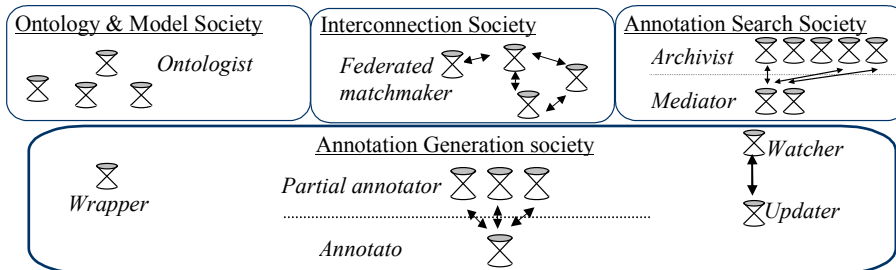 Ontology & Model Society
Ontologist
Interconnection Society
Federated
matchmaker
Annotation Search Society
Archivist
Mediator
Annotation Generation society
Wrapper
Partial annotator
Annotato
Watcher
Updater